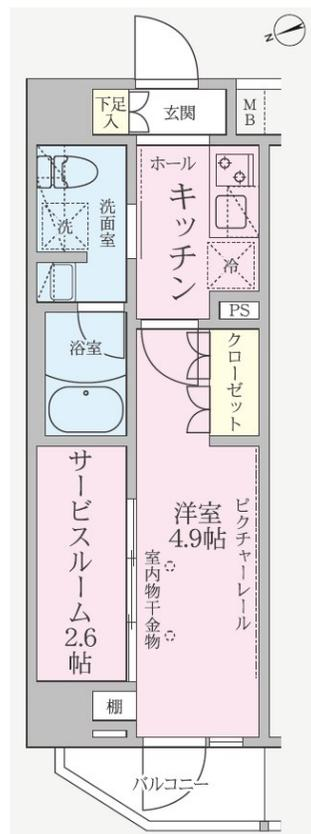 N
下足
入
玄関
MB
ホール
キッチン
洗面室
洗
冷
PS
浴室
クローゼット
サービスルーム
2.6
帖
洋室
4.9帖
ピクチャーレール
室内物干金物
棚
バルコニー